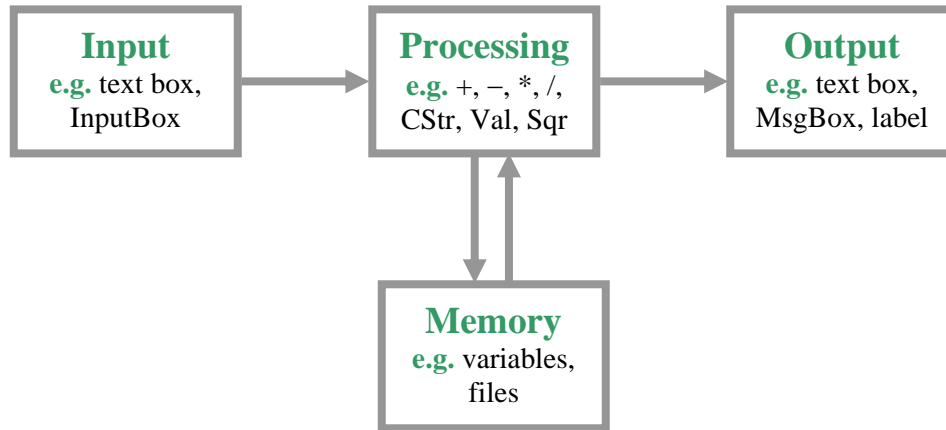 Input
e.g. text box,
InputBox
Processing
e.g. +, −, *, /,
CStr, Val, Sqr
Output
e.g. text box,
MsgBox, label
Memory
e.g. variables,
files